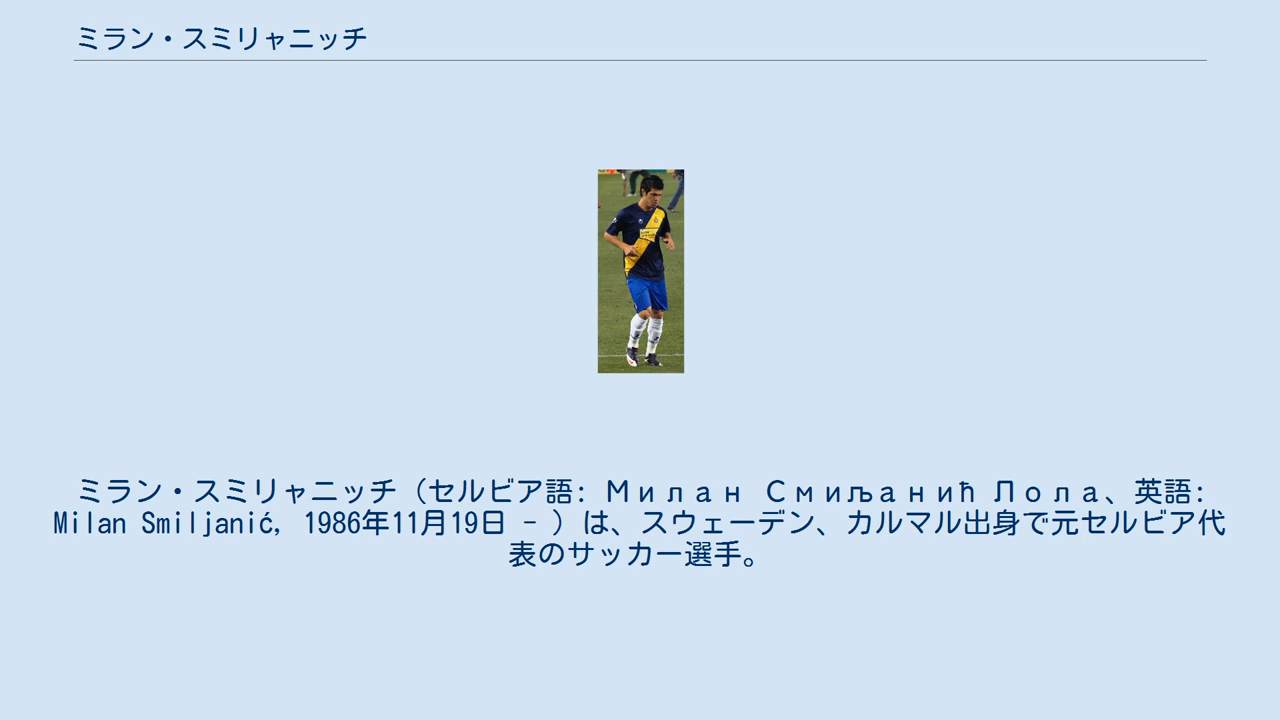 ミラン・スミリャニッチ
ミラン・スミリャニッチ（セルビア語: Милан Смиљанић Лола、英語:
Milan Smiljanić, 1986年11月19日 - ）は、スウェーデン、カルマル出身で元セルビア代
表のサッカー選手。